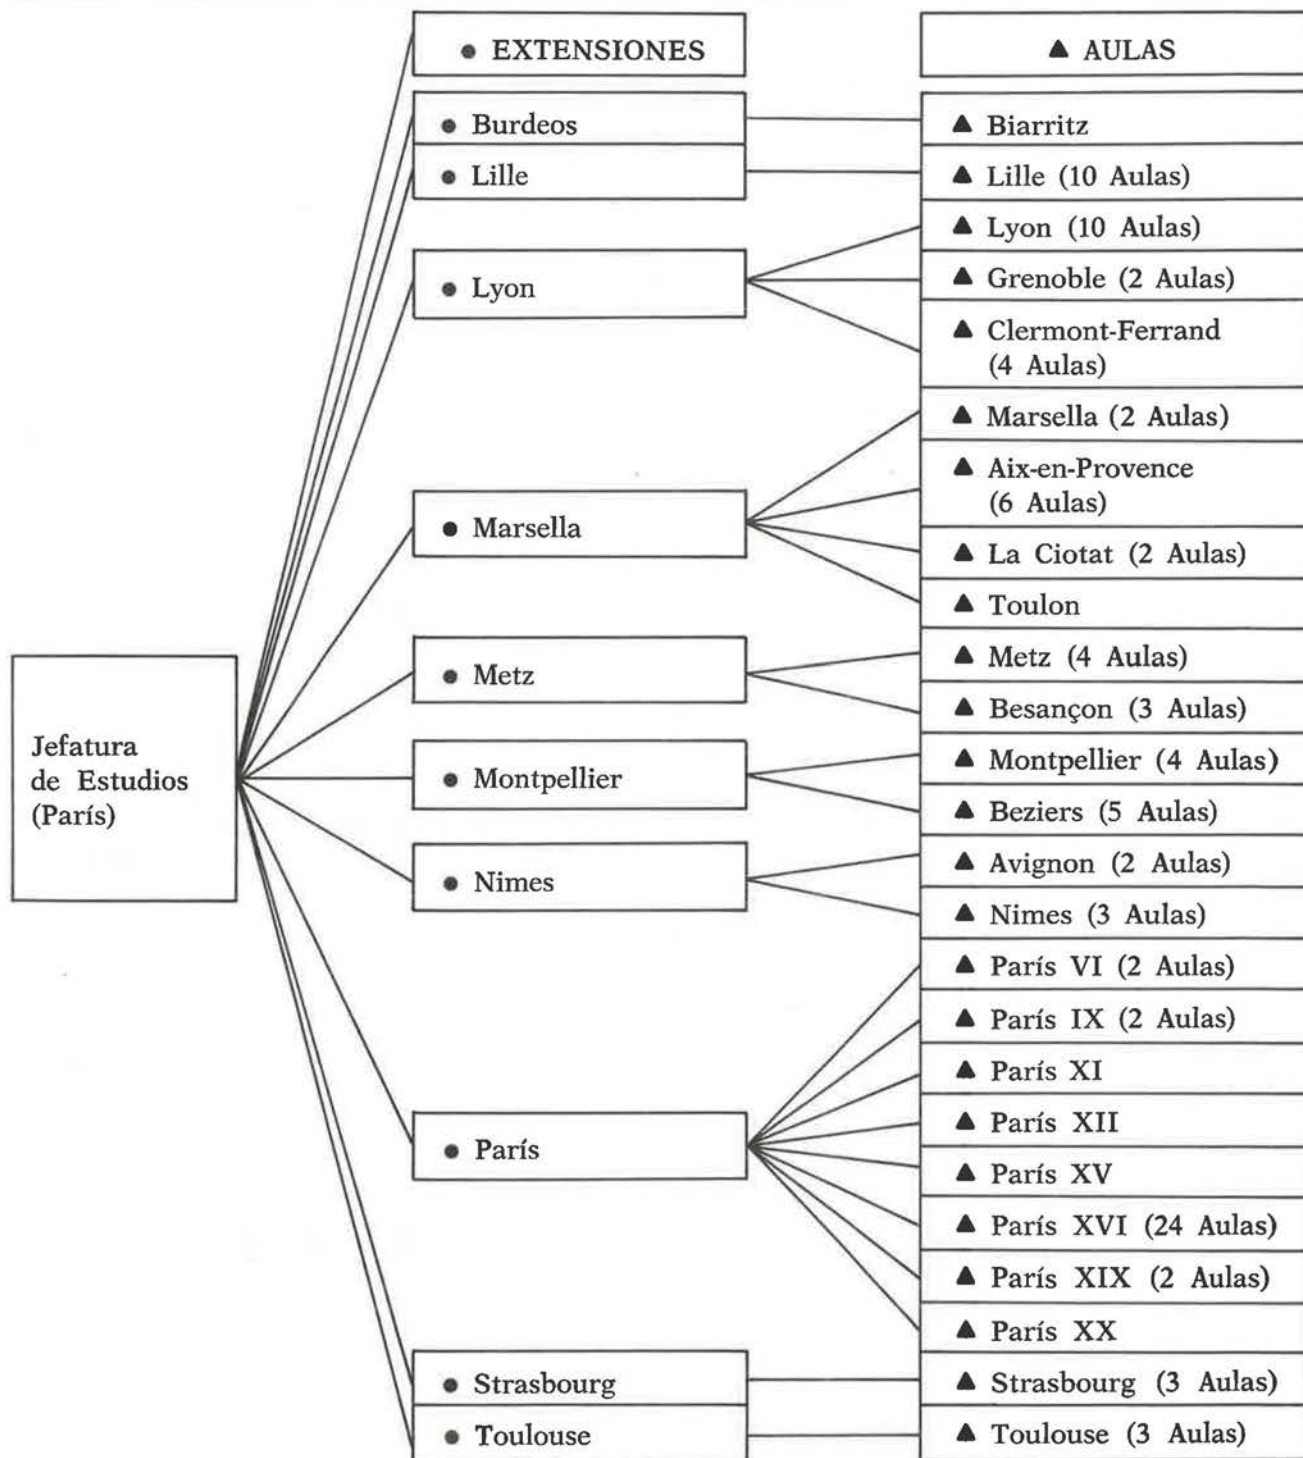 ● EXTENSIONES
▲ AULAS
● Burdeos
▲ Biarritz
● Lille
▲ Lille (10 Aulas)
● Lyon
▲ Lyon (10 Aulas)
▲ Grenoble (2 Aulas)
▲ Clermont-Ferrand
(4 Aulas)
● Marsella
▲ Marsella (2 Aulas)
▲ Aix-en-Provence
(6 Aulas)
▲ La Ciotat (2 Aulas)
▲ Toulon
Jefatura
de Estudios
(París)
● Metz
▲ Metz (4 Aulas)
▲ Besançon (3 Aulas)
● Montpellier
▲ Montpellier (4 Aulas)
▲ Beziers (5 Aulas)
● Nimes
▲ Avignon (2 Aulas)
▲ Nimes (3 Aulas)
● París
▲ París VI (2 Aulas)
▲ París IX (2 Aulas)
▲ París XI
▲ París XII
▲ París XV
▲ París XVI (24 Aulas)
▲ París XIX (2 Aulas)
▲ París XX
● Strasbourg
▲ Strasbourg (3 Aulas)
● Toulouse
▲ Toulouse (3 Aulas)